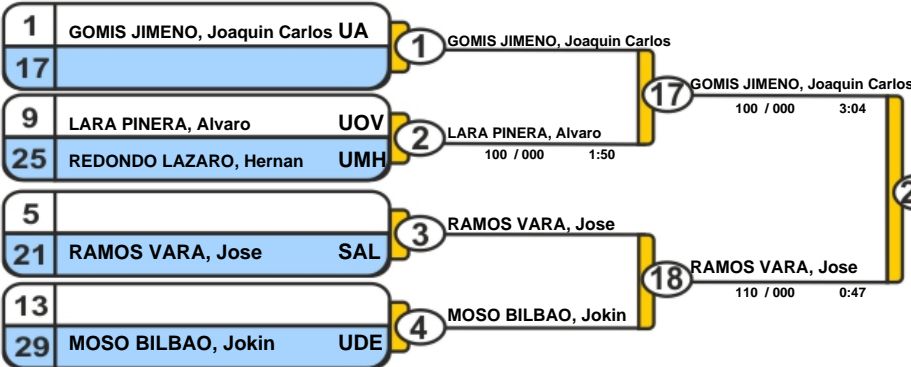 1 GOMIS JIMENO, Joaquin Carlos UA
17
1 GOMIS JIMENO, Joaquin Carlos
9 LARA PINERA, Alvaro UOV
25 REDONDO LAZARO, Hernan UMH
2 LARA PINERA, Alvaro
100 / 000 1:50
17 GOMIS JIMENO, Joaquin Carlos
100 / 000 3:04
5
21 RAMOS VARA, Jose SAL
3 RAMOS VARA, Jose
13
29 MOSO BILBAO, Jokin UDE
4 MOSO BILBAO, Jokin
18 RAMOS VARA, Jose
110 / 000 0:47